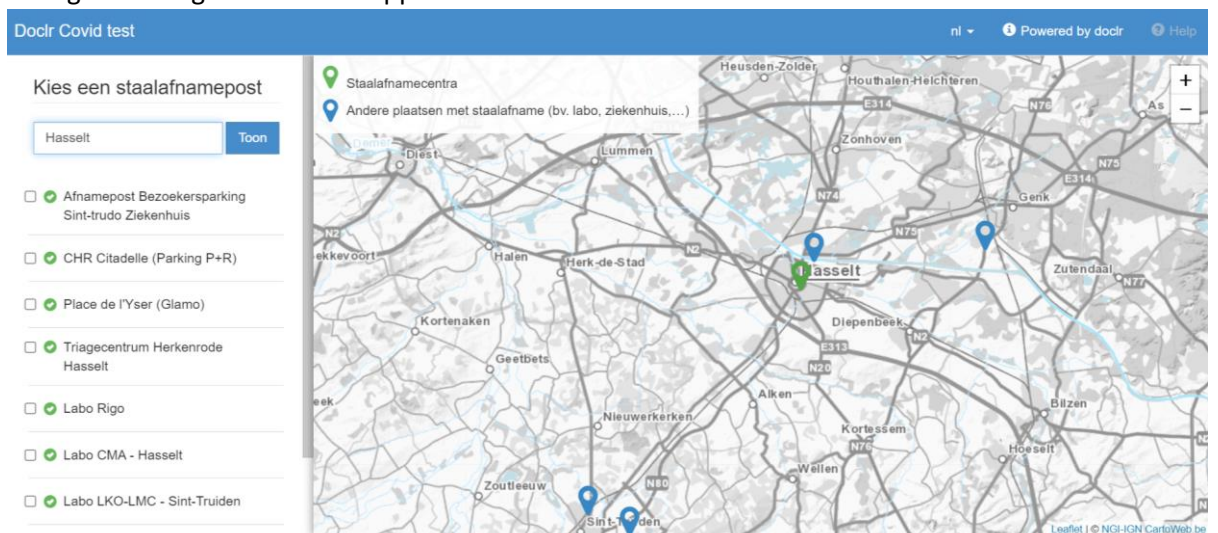 Doclr Covid test
nl
Powered by doclr
Help
Kies een staalafnamepost
Hasselt
Toon
Afnamepost Bezoekersparking
Sint-trudo Ziekenhuis
CHR Citadelle (Parking P+R)
Place de l'Yser (Glamo)
Triagecentrum Herkenrode
Hasselt
Labo Rigo
Labo CMA - Hasselt
Labo LKO-LMC - Sint-Truiden
Staalafnamecentra
Andere plaatsen met staalafname (bv. labo, ziekenhuis,...)
+
−
Heusden-Zolder
Houthalen-Helchteren
E314
N76
As
Demer
Diest
Lummen
Zonhoven
N75
E314
N74
Genk
N2
N75
ekkevoort
Halen
Herk-de-Stad
N2
Hasselt
Zutendaal
N77
Kortenaken
Diepenbeek
N2
E313
Geetbets
N20
eek
Alken
Bilzen
Nieuwerkerken
Kortessem
N76
Hoeselt
Wellen
Zoutleeuw
N80
Leaflet | © NGI-IGN CartoWeb.be